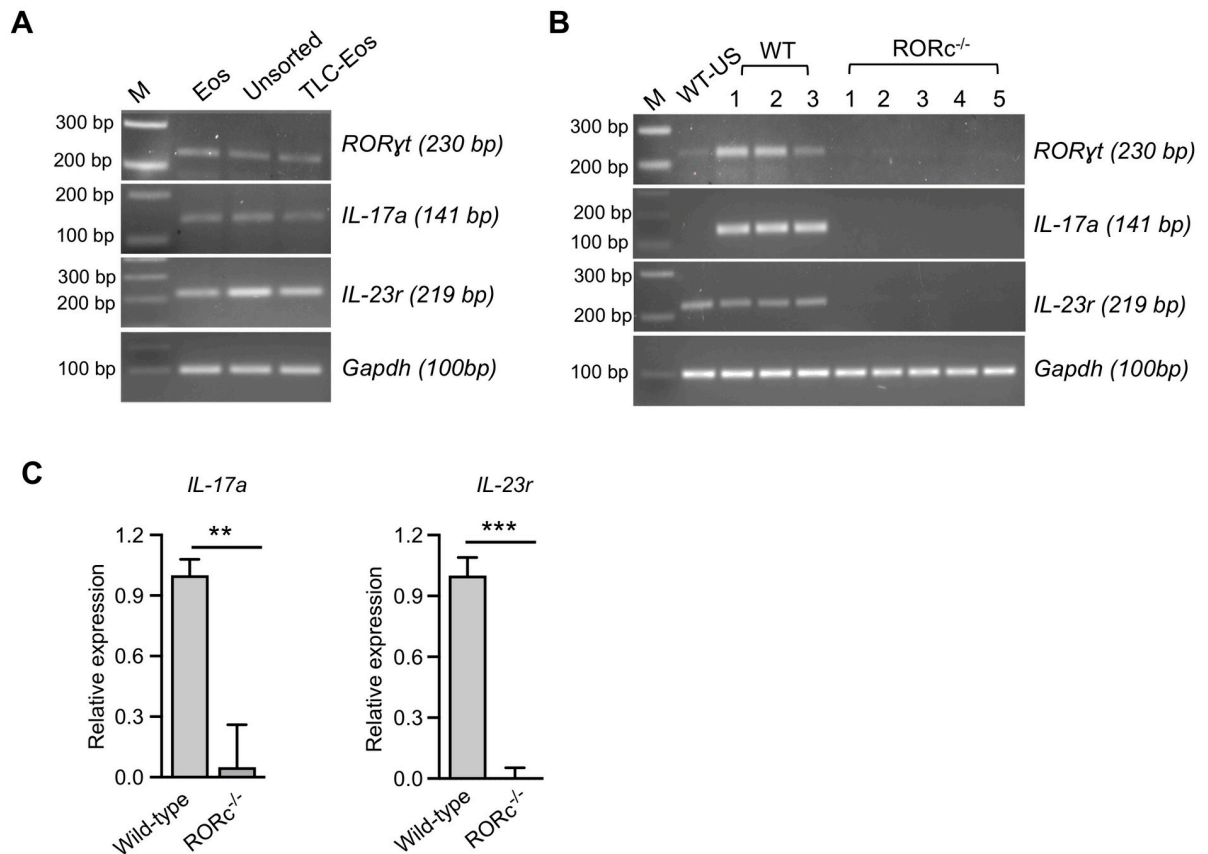 A
M Eos Unsorted TLC-Eos
300 bp
200 bp
RORɣt (230 bp)
200 bp
100 bp
IL-17a (141 bp)
300 bp
200 bp
IL-23r (219 bp)
100 bp
Gapdh (100bp)
B
WT RORc-/-
M WT-US 1 2 3 1 2 3 4 5
300 bp
200 bp
RORɣt (230 bp)
200 bp
100 bp
IL-17a (141 bp)
300 bp
200 bp
IL-23r (219 bp)
100 bp
Gapdh (100bp)
C
IL-17a
**
Relative expression
1.2
0.9
0.6
0.3
0.0
Wild-type
RORc-/-
IL-23r
***
Relative expression
1.2
0.9
0.6
0.3
0.0
Wild-type
RORc-/-